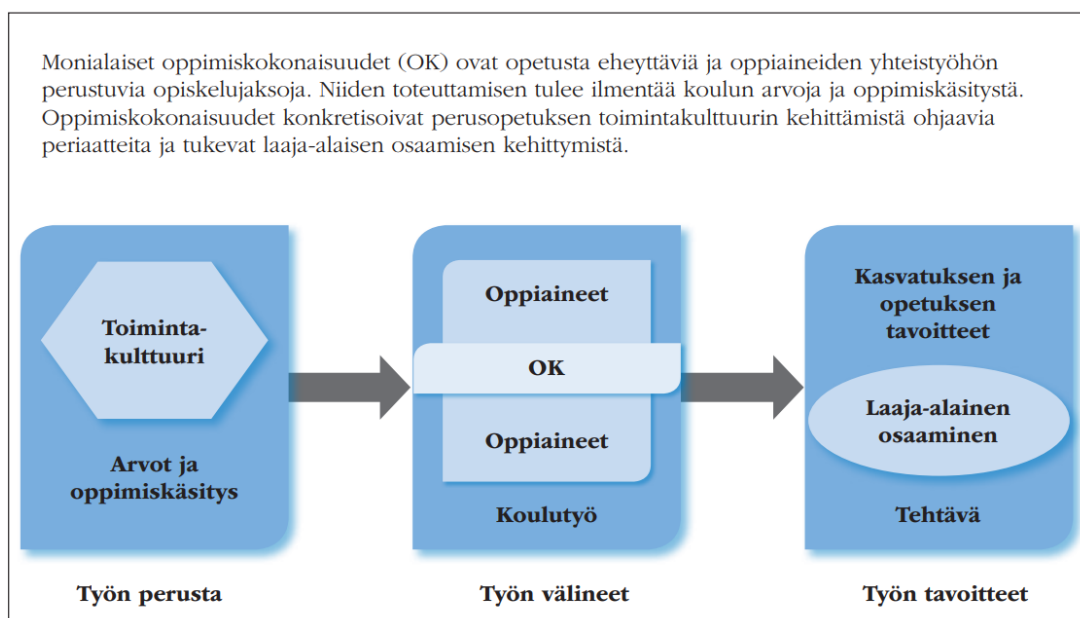 Monialaiset oppimiskokonaisuudet (OK) ovat opetusta eheyttäviä ja oppiaineiden yhteistyöhön
perustuvia opiskelujaksoja. Niiden toteuttamisen tulee ilmentää koulun arvoja ja oppimiskäsitystä.
Oppimiskokonaisuudet konkretisoivat perusopetuksen toimintakulttuurin kehittämistä ohjaavia
periaatteita ja tukevat laaja-alaisen osaamisen kehittymistä.
Toiminta-
kulttuuri
Arvot ja
oppimiskäsitys
Työn perusta
Oppiaineet
OK
Oppiaineet
Koulutyö
Työn välineet
Kasvatuksen ja
opetuksen
tavoitteet
Laaja-alainen
osaaminen
Tehtävä
Työn tavoitteet